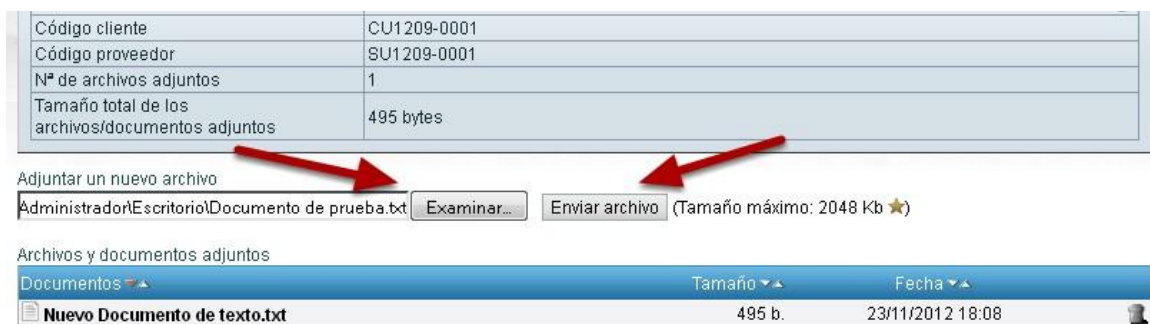 Código cliente CU1209-0001
Código proveedor SU1209-0001
Nª de archivos adjuntos 1
Tamaño total de los
archivos/documentos adjuntos 495 bytes
Adjuntar un nuevo archivo
Administrador\Escritorio\Documento de prueba.txt Examinar... Enviar archivo (Tamaño máximo: 2048 Kb)
Archivos y documentos adjuntos
Documentos Tamaño Fecha
Nuevo Documento de texto.txt 495 b. 23/11/2012 18:08